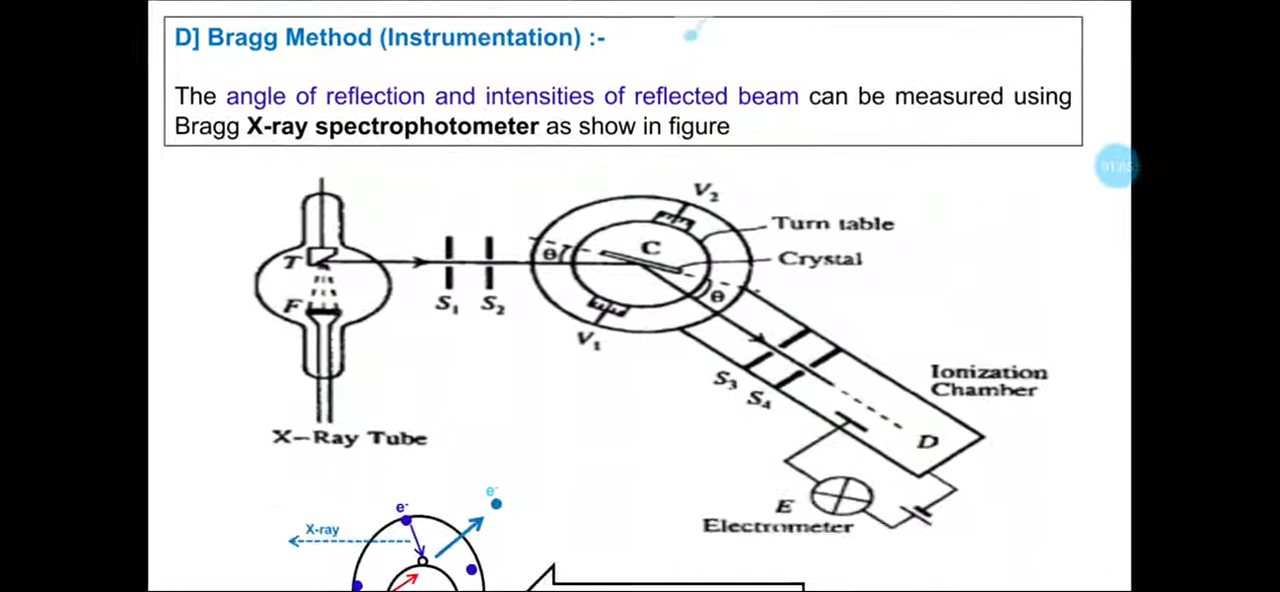 D] Bragg Method (Instrumentation) :-
The angle of reflection and intensities of reflected beam can be measured using
Bragg X-ray spectrophotometer as show in figure
V₂
Turn table
C
Crystal
θ
T
F
S₁ S₂
θ
V₁
S₃ S₄
Ionization
Chamber
D
X-Ray Tube
E
Electrometer
e⁻
e⁻
X-ray